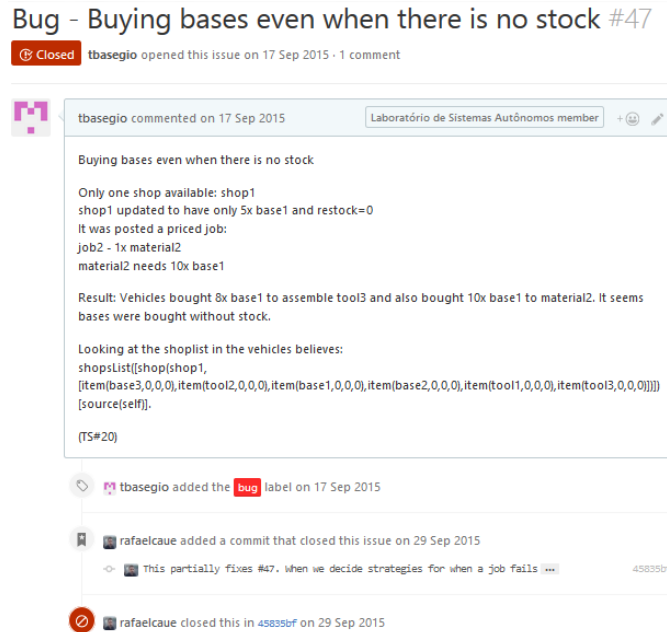 Bug - Buying bases even when there is no stock #47
Closed tbasegio opened this issue on 17 Sep 2015 · 1 comment
tbasegio commented on 17 Sep 2015 Laboratório de Sistemas Autônomos member
Buying bases even when there is no stock
Only one shop available: shop1
shop1 updated to have only 5x base1 and restock=0
It was posted a priced job:
job2 - 1x material2
material2 needs 10x base1
Result: Vehicles bought 8x base1 to assemble tool3 and also bought 10x base1 to material2. It seems
bases were bought without stock.
Looking at the shoplist in the vehicles believes:
shopsList([shop(shop1,
[item(base3,0,0,0),item(tool2,0,0,0),item(base1,0,0,0),item(base2,0,0,0),item(tool1,0,0,0),item(tool3,0,0,0)])])
[source(self)].
(TS#20)
tbasegio added the bug label on 17 Sep 2015
rafaelcaue added a commit that closed this issue on 29 Sep 2015
This partially fixes #47. When we decide strategies for when a job fails ... 45835b
rafaelcaue closed this in 45835bf on 29 Sep 2015